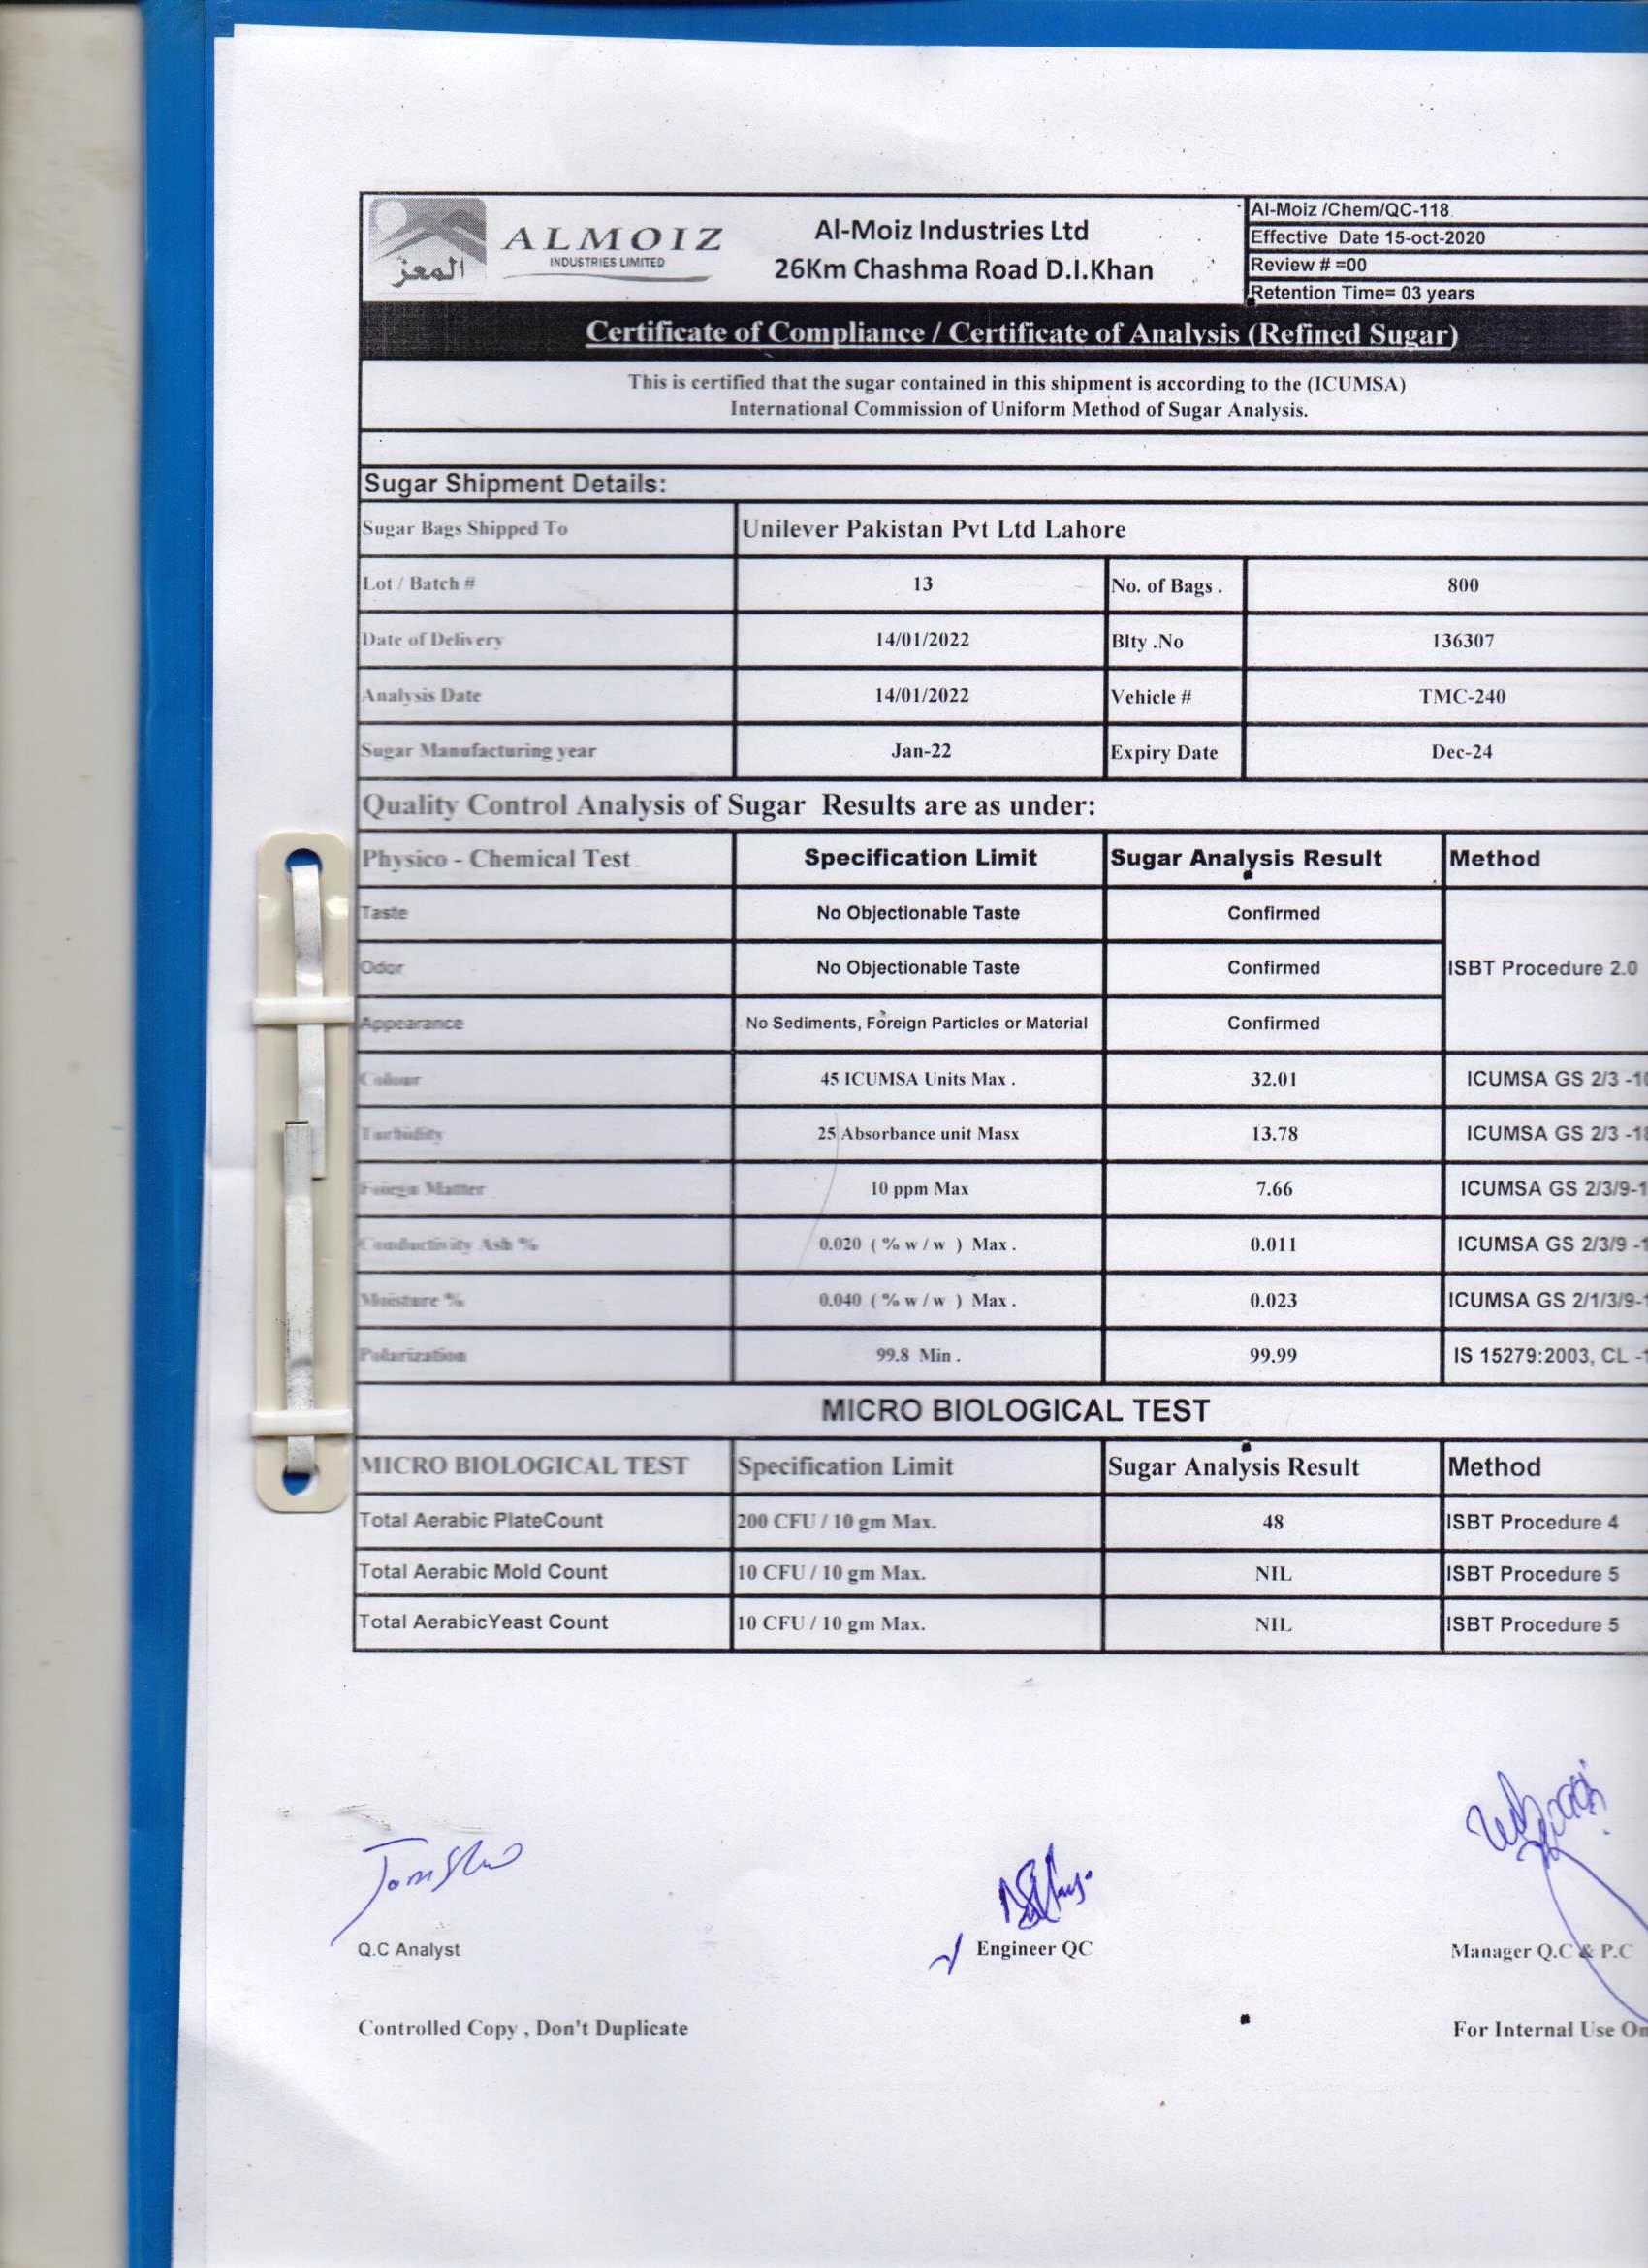 المعز
ALMOIZ
INDUSTRIES LIMITED
Al-Moiz Industries Ltd
26Km Chashma Road D.I.Khan
Al-Moiz /Chem/QC-118
Effective Date 15-oct-2020
Review # =00
Retention Time= 03 years
Certificate of Compliance / Certificate of Analysis (Refined Sugar)
This is certified that the sugar contained in this shipment is according to the (ICUMSA)
International Commission of Uniform Method of Sugar Analysis.
Sugar Shipment Details:
Sugar Bags Shipped To Unilever Pakistan Pvt Ltd Lahore
Lot / Batch # 13 No. of Bags . 800
Date of Delivery 14/01/2022 Blty .No 136307
Analysis Date 14/01/2022 Vehicle # TMC-240
Sugar Manufacturing year Jan-22 Expiry Date Dec-24
Quality Control Analysis of Sugar Results are as under:
Physico - Chemical Test Specification Limit Sugar Analysis Result Method
Taste No Objectionable Taste Confirmed
Odor No Objectionable Taste Confirmed ISBT Procedure 2.0
Appearance No Sediments, Foreign Particles or Material Confirmed
Colour 45 ICUMSA Units Max . 32.01 ICUMSA GS 2/3 -1
Turbidity 25 Absorbance unit Masx 13.78 ICUMSA GS 2/3 -1
Foiegn Matter 10 ppm Max 7.66 ICUMSA GS 2/3/9-1
Conductivity Ash % 0.020 ( % w / w ) Max . 0.011 ICUMSA GS 2/3/9 -1
Moisture % 0.040 ( % w / w ) Max . 0.023 ICUMSA GS 2/1/3/9-1
Polarization 99.8 Min . 99.99 IS 15279:2003, CL -1
MICRO BIOLOGICAL TEST
MICRO BIOLOGICAL TEST Specification Limit Sugar Analysis Result Method
Total Aerabic PlateCount 200 CFU / 10 gm Max. 48 ISBT Procedure 4
Total Aerabic Mold Count 10 CFU / 10 gm Max. NIL ISBT Procedure 5
Total AerabicYeast Count 10 CFU / 10 gm Max. NIL ISBT Procedure 5
Q.C Analyst Engineer QC Manager Q.C & P.C
Controlled Copy , Don't Duplicate For Internal Use On